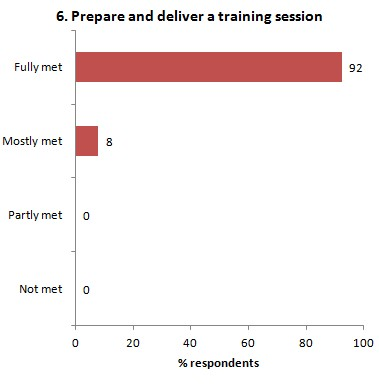 6. Prepare and deliver a training session
Fully met
92
Mostly met
8
Partly met
0
Not met
0
0 20 40 60 80 100
% respondents